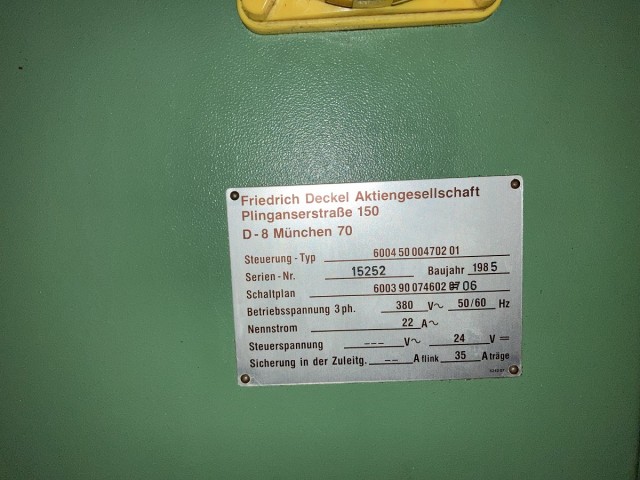 Friedrich Deckel Aktiengesellschaft
Plinganserstraße 150
D-8 München 70
Steuerung-Typ 6004 50 004702 01
Serien-Nr. 15252 Baujahr 1985
Schaltplan 6003 90 074602 06
Betriebsspannung 3 ph. 380 V~ 50/60 Hz
Nennstrom 22 A~
Steuerspannung --- V~ 24 V=
Sicherung in der Zuleitg. -- A flink 35 A träge